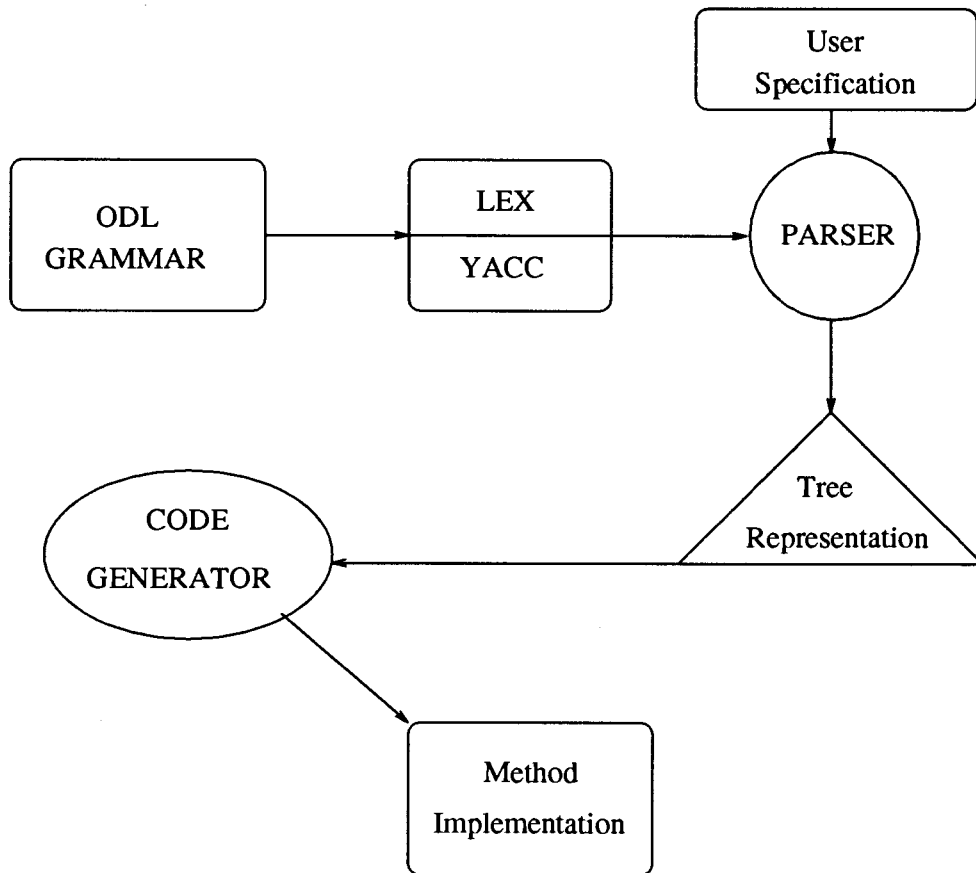 User
Specification
ODL
GRAMMAR
LEX
YACC
PARSER
Tree
Representation
CODE
GENERATOR
Method
Implementation